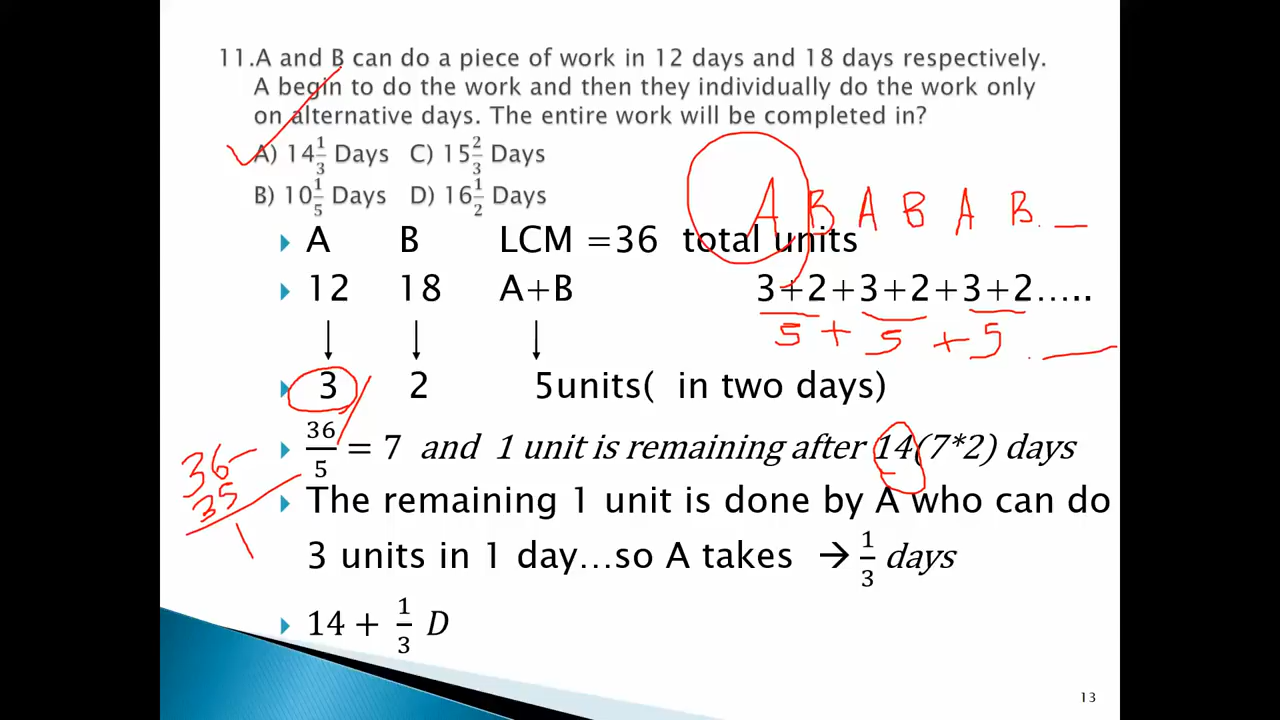 11.A and B can do a piece of work in 12 days and 18 days respectively.
A begin to do the work and then they individually do the work only
on alternative days. The entire work will be completed in?
A) 14 1/3 Days C) 15 2/3 Days
B) 10 1/5 Days D) 16 1/2 Days
A B A B A B. __
A B LCM =36 total units
12 18 A+B 3+2+3+2+3+2.....
5 + 5 + 5 . __
3 2 5units( in two days)
36/5 = 7 and 1 unit is remaining after 14(7*2) days
36
35
1
The remaining 1 unit is done by A who can do
3 units in 1 day...so A takes → 1/3 days
14 + 1/3 D
13